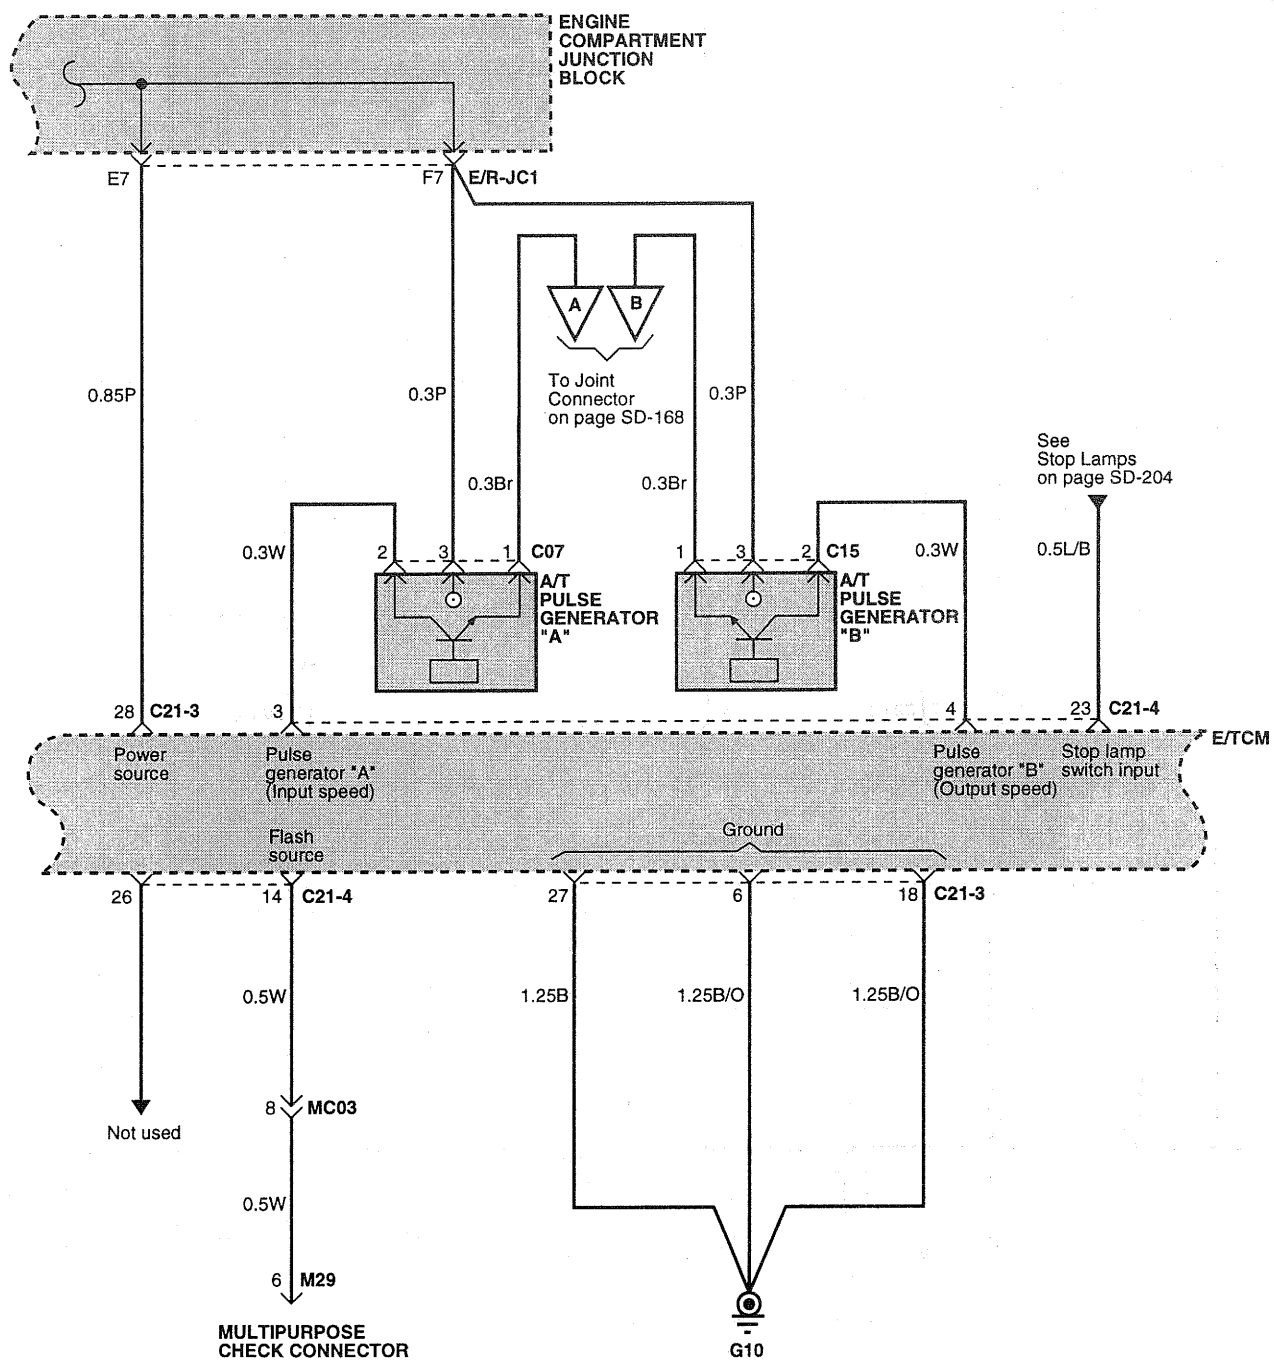 ENGINE
COMPARTMENT
JUNCTION
BLOCK
E7
F7 E/R-JC1
A B
To Joint
Connector
on page SD-168
0.85P
0.3P
0.3P
See
Stop Lamps
on page SD-204
0.3Br
0.3Br
0.3W
2 3 1 C07
1 3 2 C15
0.3W
0.5L/B
A/T
PULSE
GENERATOR
"A"
A/T
PULSE
GENERATOR
"B"
28 C21-3
3
4
23 C21-4
E/TCM
Power
source
Pulse
generator "A"
(Input speed)
Pulse
generator "B"
(Output speed)
Stop lamp
switch input
Flash
source
Ground
26
14 C21-4
27
6
18 C21-3
0.5W
1.25B
1.25B/O
1.25B/O
8 MC03
Not used
0.5W
6 M29
MULTIPURPOSE
CHECK CONNECTOR
G10